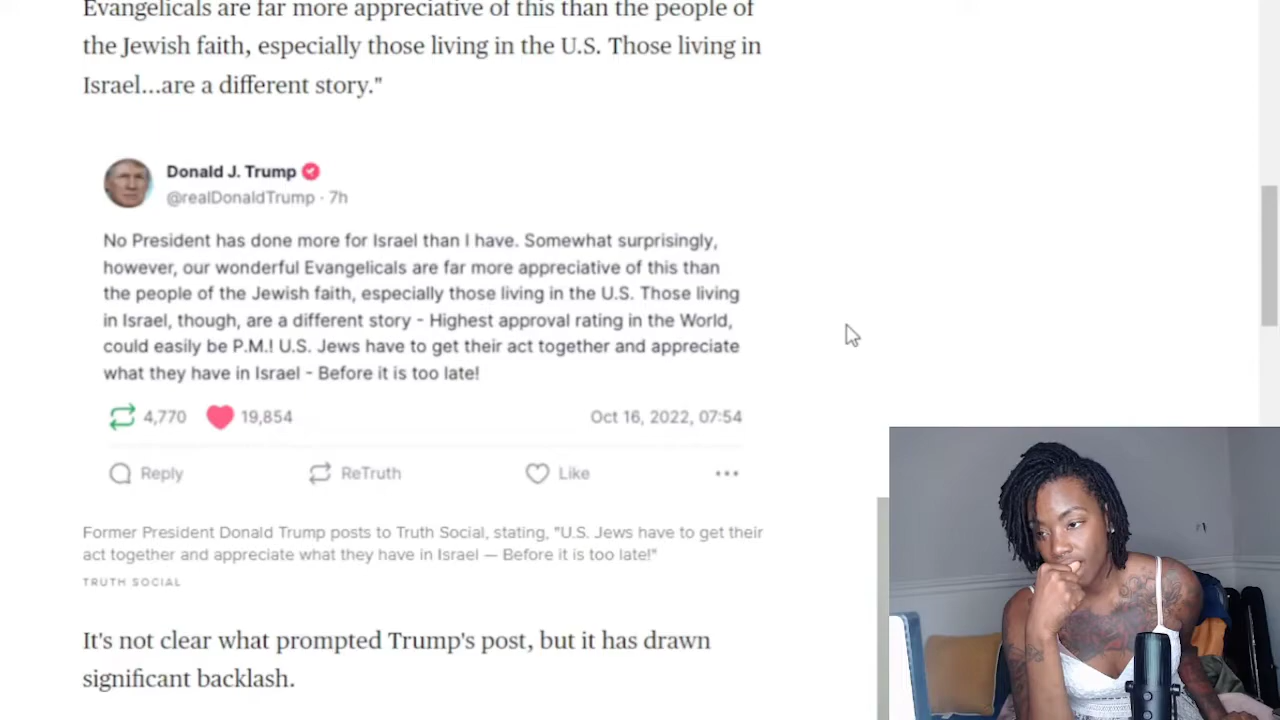 Evangelicals are far more appreciative of this than the people of
the Jewish faith, especially those living in the U.S. Those living in
Israel...are a different story."
Donald J. Trump
@realDonaldTrump · 7h
No President has done more for Israel than I have. Somewhat surprisingly,
however, our wonderful Evangelicals are far more appreciative of this than
the people of the Jewish faith, especially those living in the U.S. Those living
in Israel, though, are a different story - Highest approval rating in the World,
could easily be P.M.! U.S. Jews have to get their act together and appreciate
what they have in Israel - Before it is too late!
4,770 19,854 Oct 16, 2022, 07:54
Reply ReTruth Like
Former President Donald Trump posts to Truth Social, stating, "U.S. Jews have to get their
act together and appreciate what they have in Israel — Before it is too late!"
TRUTH SOCIAL
It's not clear what prompted Trump's post, but it has drawn
significant backlash.